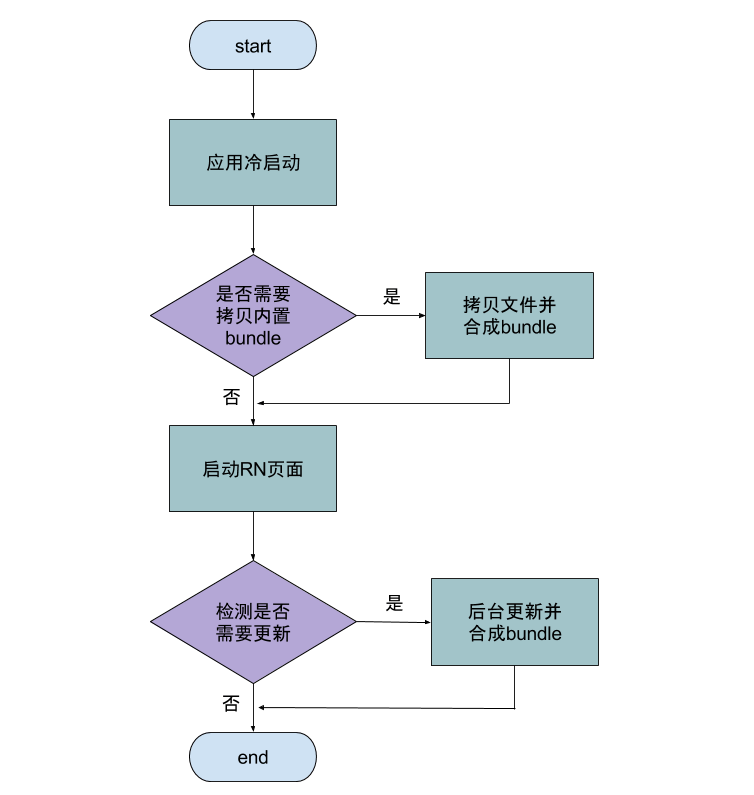 start
应用冷启动
是否需要
拷贝内置
bundle
是
拷贝文件并
合成bundle
否
启动RN页面
检测是否
需要更新
是
后台更新并
合成bundle
否
end